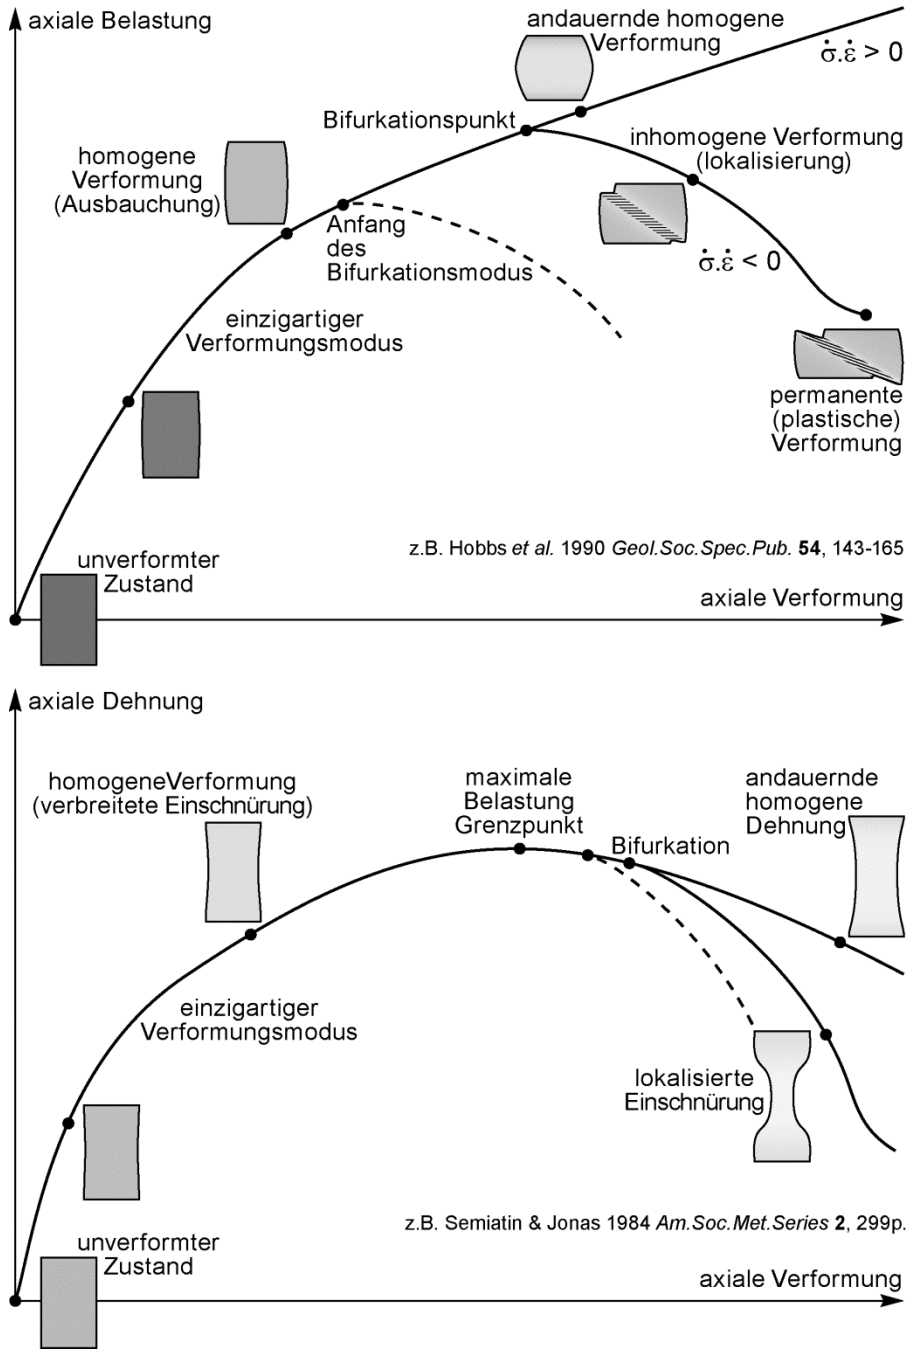 axiale Belastung
andauernde homogene
Verformung
σ̇.ε̇ > 0
Bifurkationspunkt
inhomogene Verformung
(lokalisierung)
homogene
Verformung
(Ausbauchung)
Anfang
des
Bifurkationsmodus
σ̇.ε̇ < 0
einzigartiger
Verformungsmodus
permanente
(plastische)
Verformung
z.B. Hobbs et al. 1990 Geol.Soc.Spec.Pub. 54, 143-165
unverformter
Zustand
axiale Verformung
axiale Dehnung
homogeneVerformung
(verbreitete Einschnürung)
maximale
Belastung
Grenzpunkt
andauernde
homogene
Dehnung
Bifurkation
einzigartiger
Verformungsmodus
lokalisierte
Einschnürung
z.B. Semiatin & Jonas 1984 Am.Soc.Met.Series 2, 299p.
unverformter
Zustand
axiale Verformung